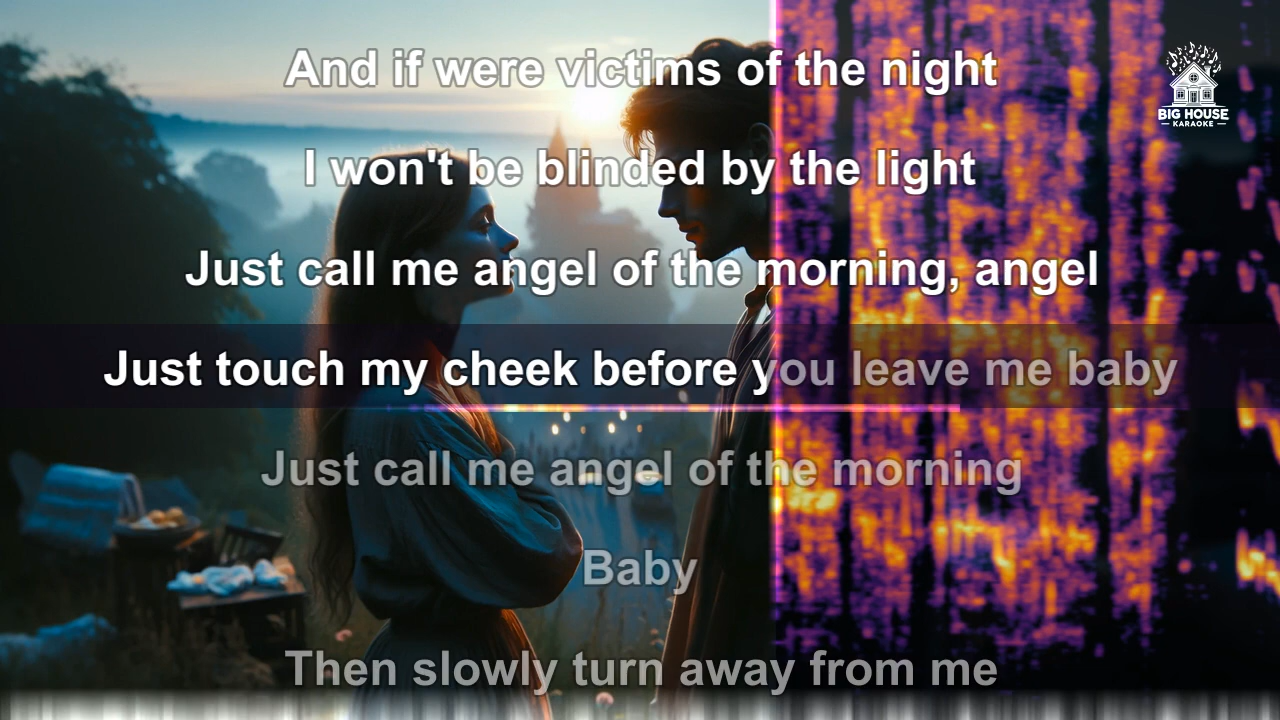 And if were victims of the night
BIG HOUSE
KARAOKE
I won't be blinded by the light
Just call me angel of the morning, angel
Just touch my cheek before you leave me baby
Just call me angel of the morning
Baby
Then slowly turn away from me